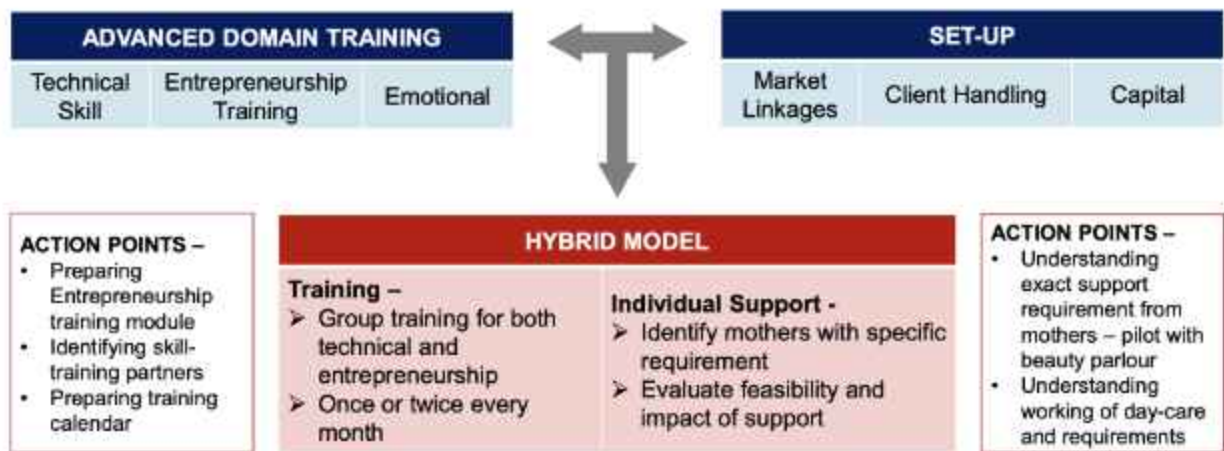 ADVANCED DOMAIN TRAINING
Technical
Skill
Entrepreneurship
Training
Emotional
SET-UP
Market
Linkages
Client Handling
Capital
ACTION POINTS –
• Preparing
Entrepreneurship
training module
• Identifying skill-
training partners
• Preparing training
calendar
HYBRID MODEL
Training –
➢ Group training for both
technical and
entrepreneurship
➢ Once or twice every
month
Individual Support -
➢ Identify mothers with specific
requirement
➢ Evaluate feasibility and
impact of support
ACTION POINTS –
• Understanding
exact support
requirement from
mothers – pilot with
beauty parlour
• Understanding
working of day-care
and requirements